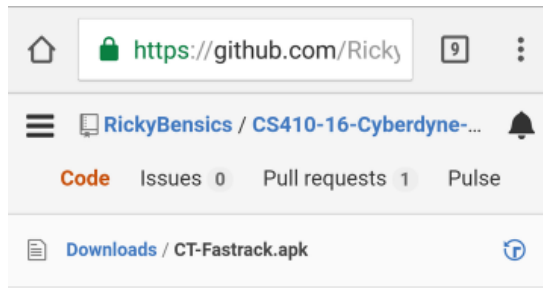 https://github.com/Ricky
9
RickyBensics / CS410-16-Cyberdyne-...
Code Issues 0 Pull requests 1 Pulse
Downloads / CT-Fastrack.apk